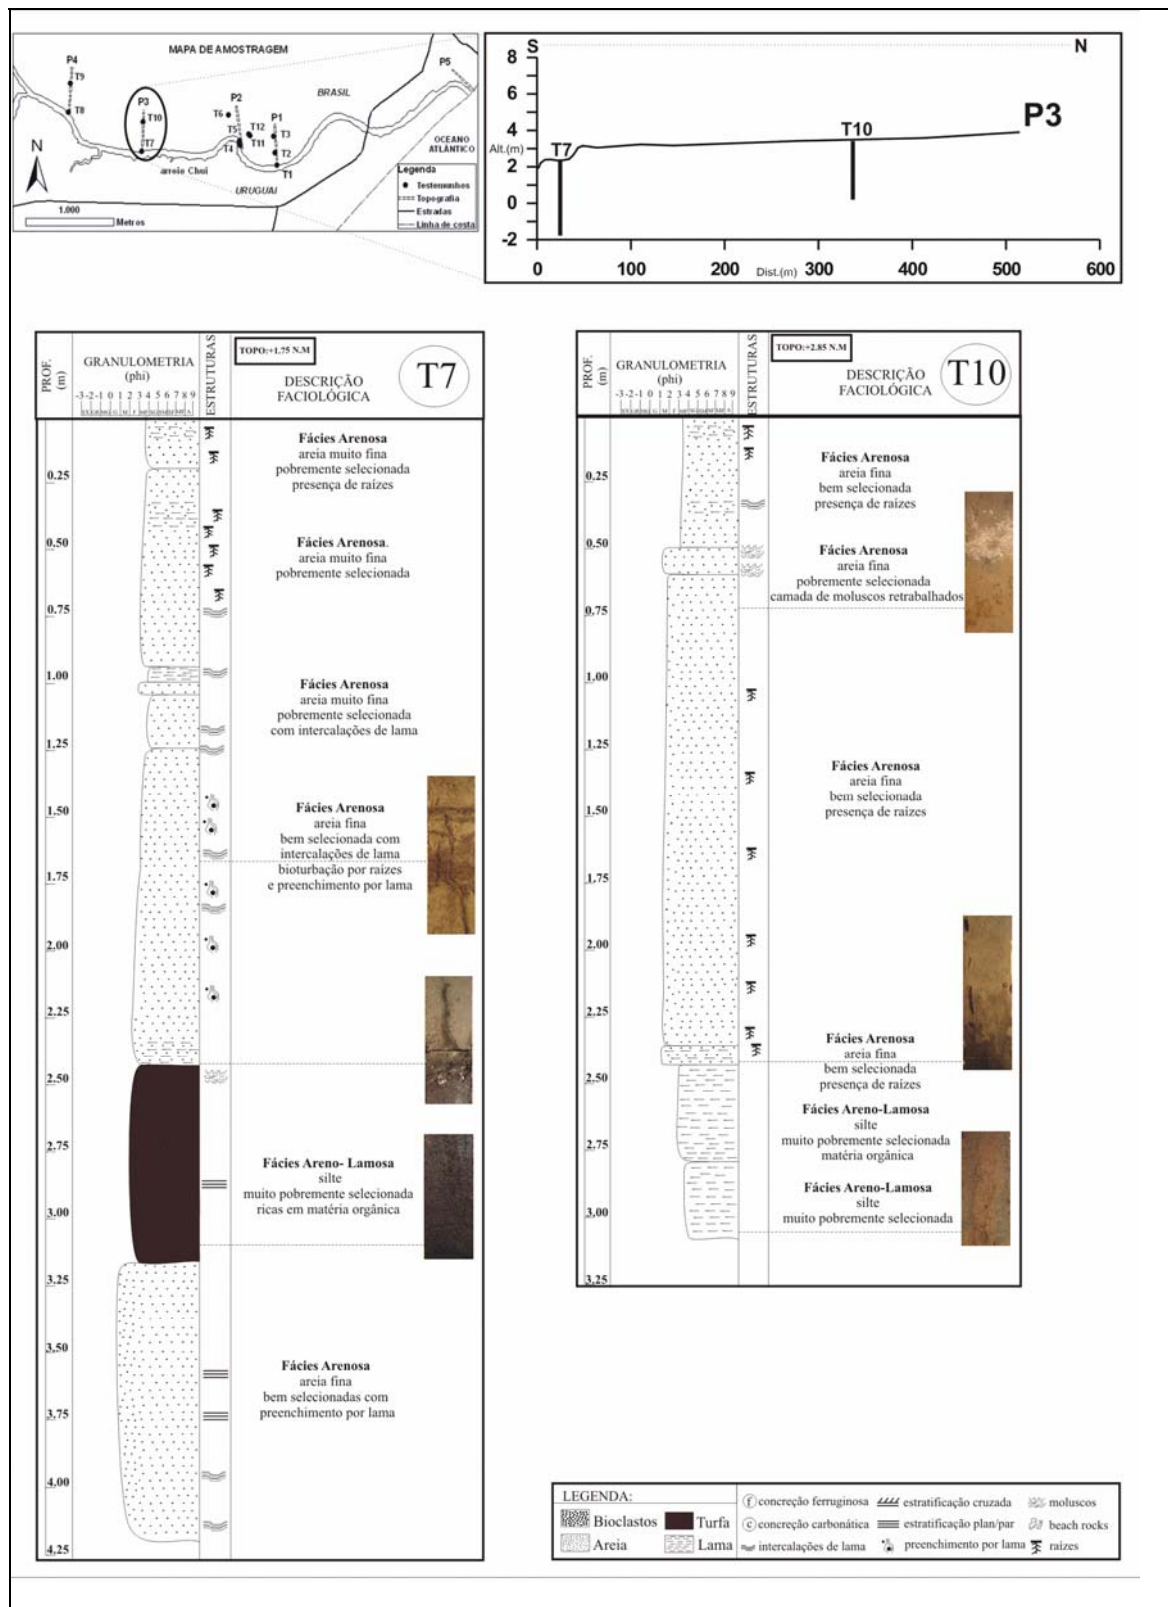 MAPA DE AMOSTRAGEM
P4
T9
T8
P3
T10
T7
P2
T6
T5
T4
T12
T11
P1
T3
T2
T1
P5
BRASIL
OCEANO
ATLÂNTICO
arroio Chuí
URUGUAI
N
1.000
Metros
Legenda
Testemunhos
Topografia
Estradas
Linha de costa
S
N
8
6
4
Alt.(m)
2
0
-2
T7
T10
P3
0 100 200 Dist.(m) 300 400 500 600
PROF.
(m)
GRANULOMETRIA
(phi)
-3 -2 -1 0 1 2 3 4 5 6 7 8 9
ESTRUTURAS
TOPO:+1.75 N.M
DESCRIÇÃO
FACIOLÓGICA
T7
0.25
0.50
0.75
1.00
1.25
1.50
1.75
2.00
2.25
2.50
2.75
3.00
3.25
3.50
3.75
4.00
4.25
Fácies Arenosa
areia muito fina
pobremente selecionada
presença de raízes
Fácies Arenosa.
areia muito fina
pobremente selecionada
Fácies Arenosa
areia muito fina
pobremente selecionada
com intercalações de lama
Fácies Arenosa
areia fina
bem selecionada com
intercalações de lama
bioturbação por raízes
e preenchimento por lama
Fácies Areno- Lamosa
silte
muito pobremente selecionada
ricas em matéria orgânica
Fácies Arenosa
areia fina
bem selecionadas com
preenchimento por lama
PROF.
(m)
GRANULOMETRIA
(phi)
-3 -2 -1 0 1 2 3 4 5 6 7 8 9
ESTRUTURAS
TOPO:+2.85 N.M
DESCRIÇÃO
FACIOLÓGICA
T10
0.25
0.50
0.75
1.00
1.25
1.50
1.75
2.00
2.25
2.50
2.75
3.00
3.25
Fácies Arenosa
areia fina
bem selecionada
presença de raízes
Fácies Arenosa
areia fina
pobremente selecionada
camada de moluscos retrabalhados
Fácies Arenosa
areia fina
bem selecionada
presença de raízes
Fácies Arenosa
areia fina
bem selecionada
presença de raízes
Fácies Areno-Lamosa
silte
muito pobremente selecionada
matéria orgânica
Fácies Areno-Lamosa
silte
muito pobremente selecionada
LEGENDA:
Bioclastos
Turfa
Areia
Lama
f concreção ferruginosa
estratificação cruzada
moluscos
c concreção carbonática
estratificação plan/par
beach rocks
intercalações de lama
preenchimento por lama
raízes